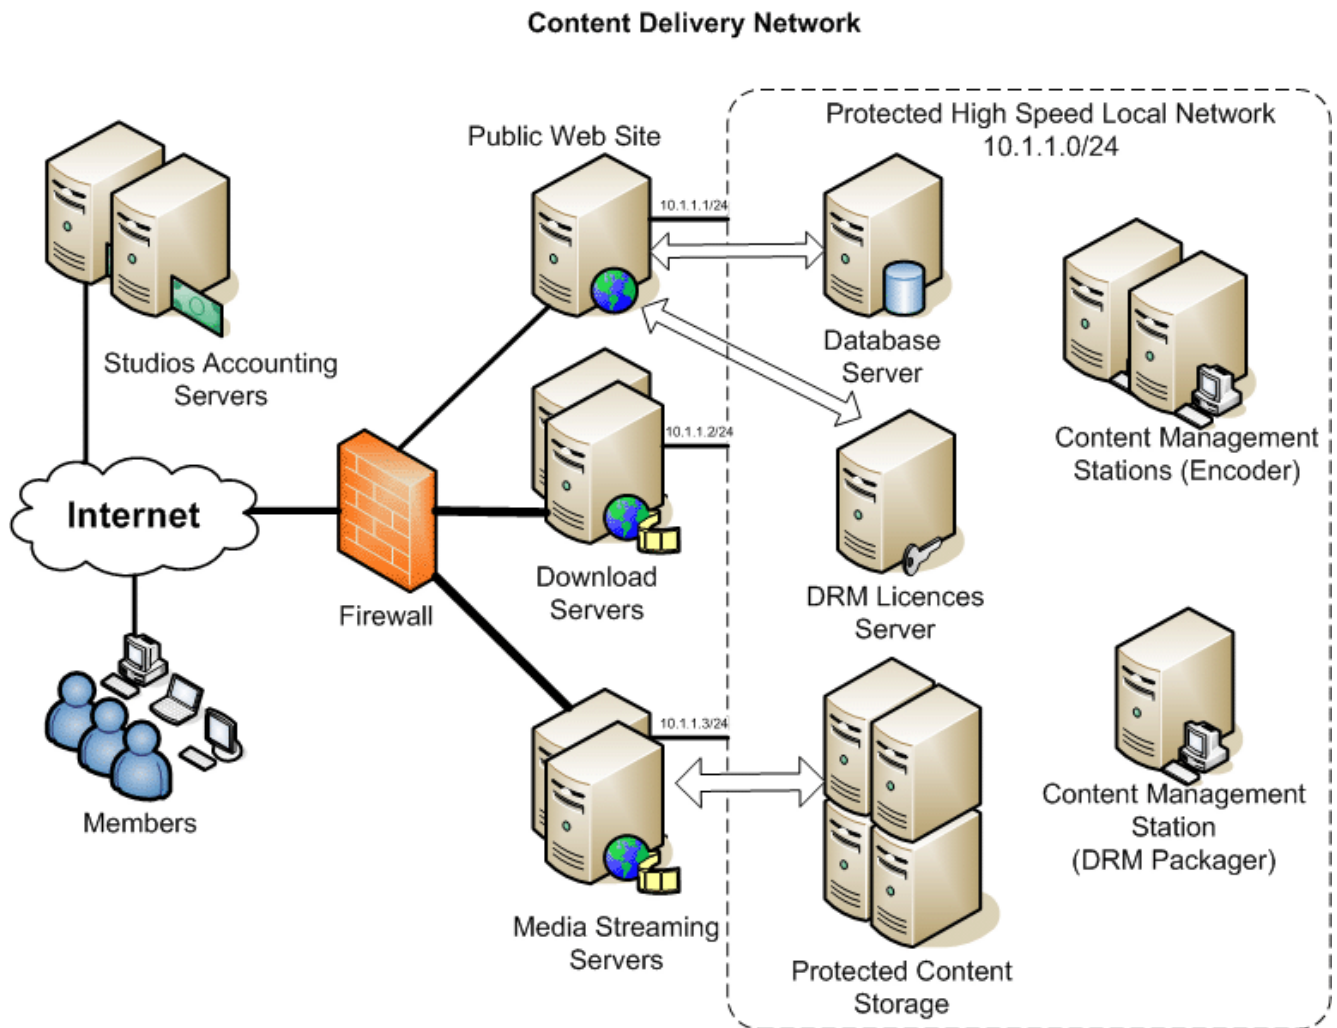 Content Delivery Network
Protected High Speed Local Network
10.1.1.0/24
Public Web Site
10.1.1.1/24
Studios Accounting
Servers
Database
Server
10.1.1.2/24
Content Management
Stations (Encoder)
Internet
Firewall
Download
Servers
DRM Licences
Server
10.1.1.3/24
Members
Content Management
Station
(DRM Packager)
Media Streaming
Servers
Protected Content
Storage